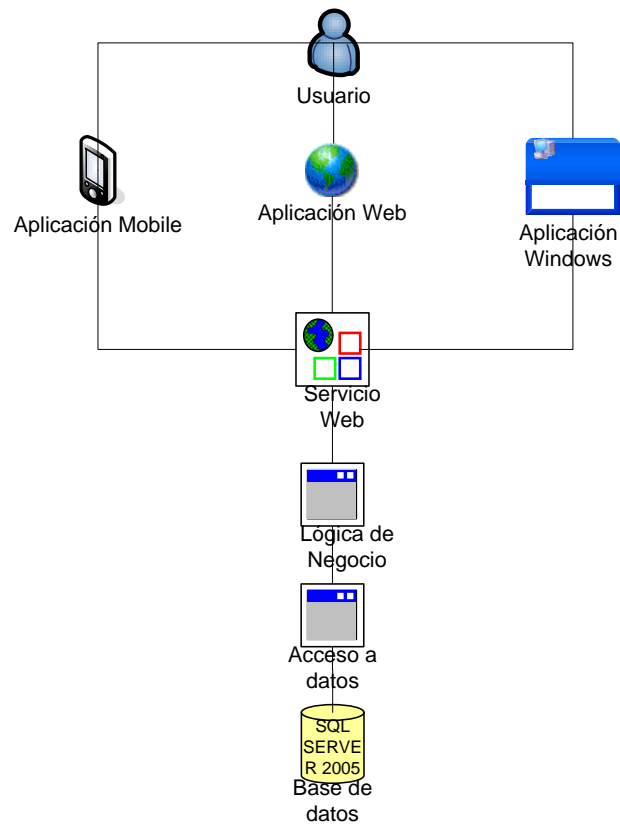 Usuario
Aplicación Mobile
Aplicación Web
Aplicación
Windows
Servicio
Web
Lógica de
Negocio
Acceso a
datos
SQL
SERVE
R 2005
Base de
datos